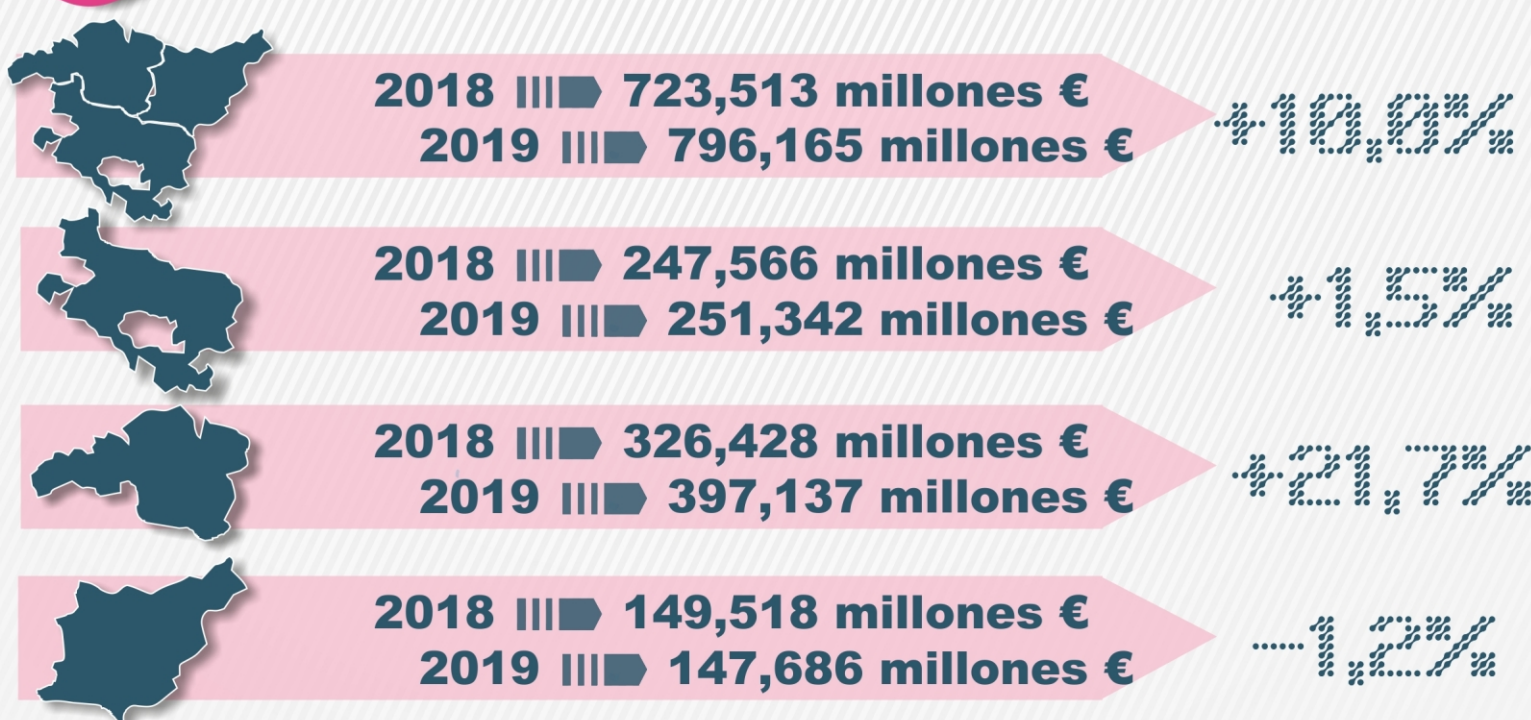 2018 723,513 millones €
2019 796,165 millones €
+10,0%
2018 247,566 millones €
2019 251,342 millones €
+1,5%
2018 326,428 millones €
2019 397,137 millones €
+21,7%
2018 149,518 millones €
2019 147,686 millones €
-1,2%